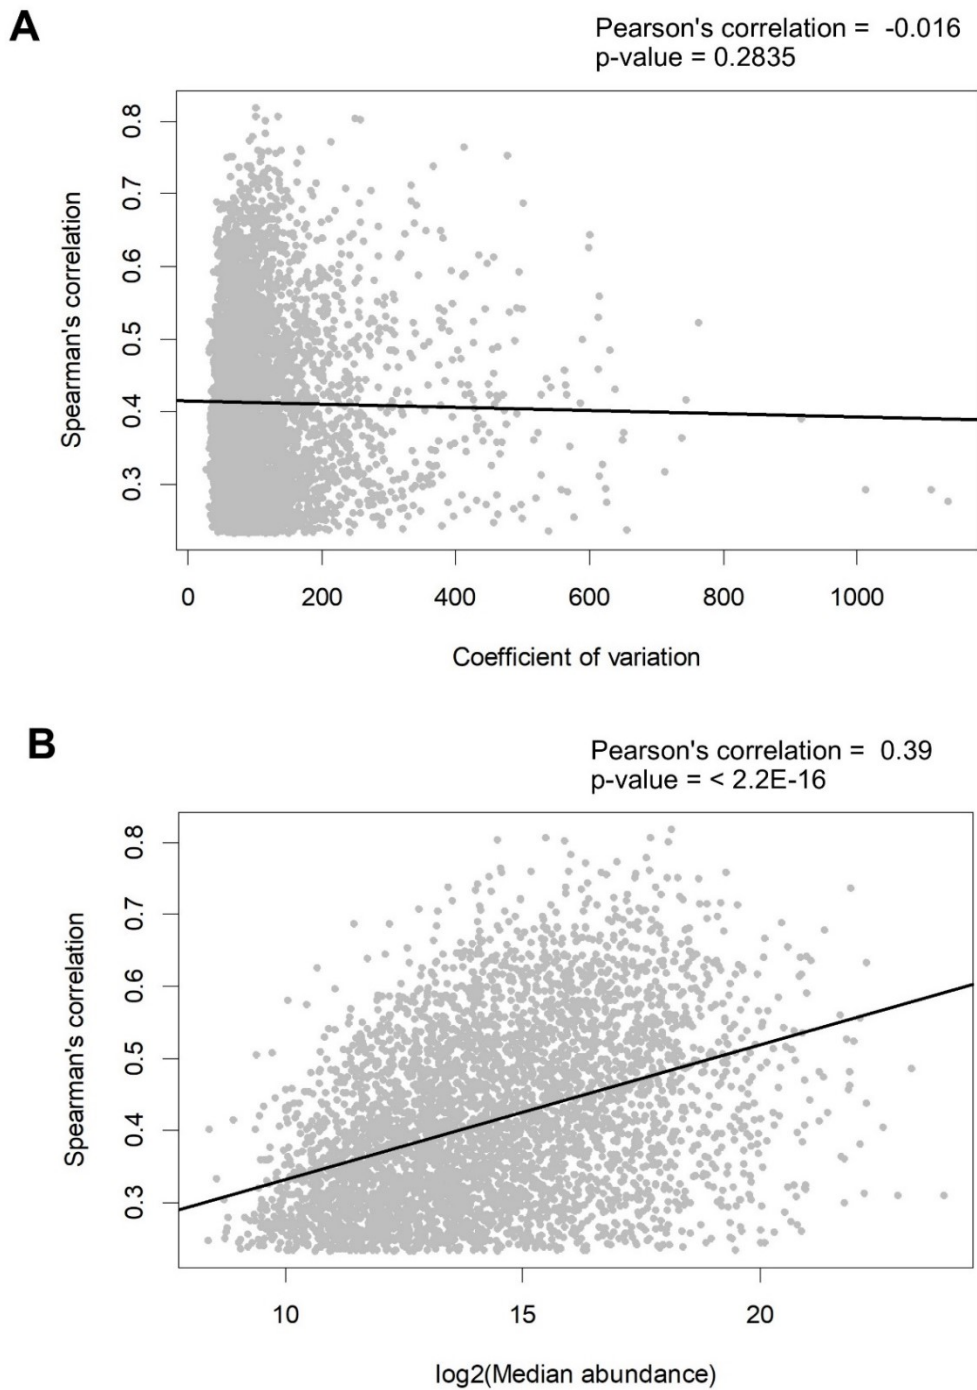 A
Pearson's correlation = -0.016
p-value = 0.2835
Spearman's correlation
0.8
0.7
0.6
0.5
0.4
0.3
0 200 400 600 800 1000
Coefficient of variation
B
Pearson's correlation = 0.39
p-value = < 2.2E-16
Spearman's correlation
0.8
0.7
0.6
0.5
0.4
0.3
10 15 20
log2(Median abundance)